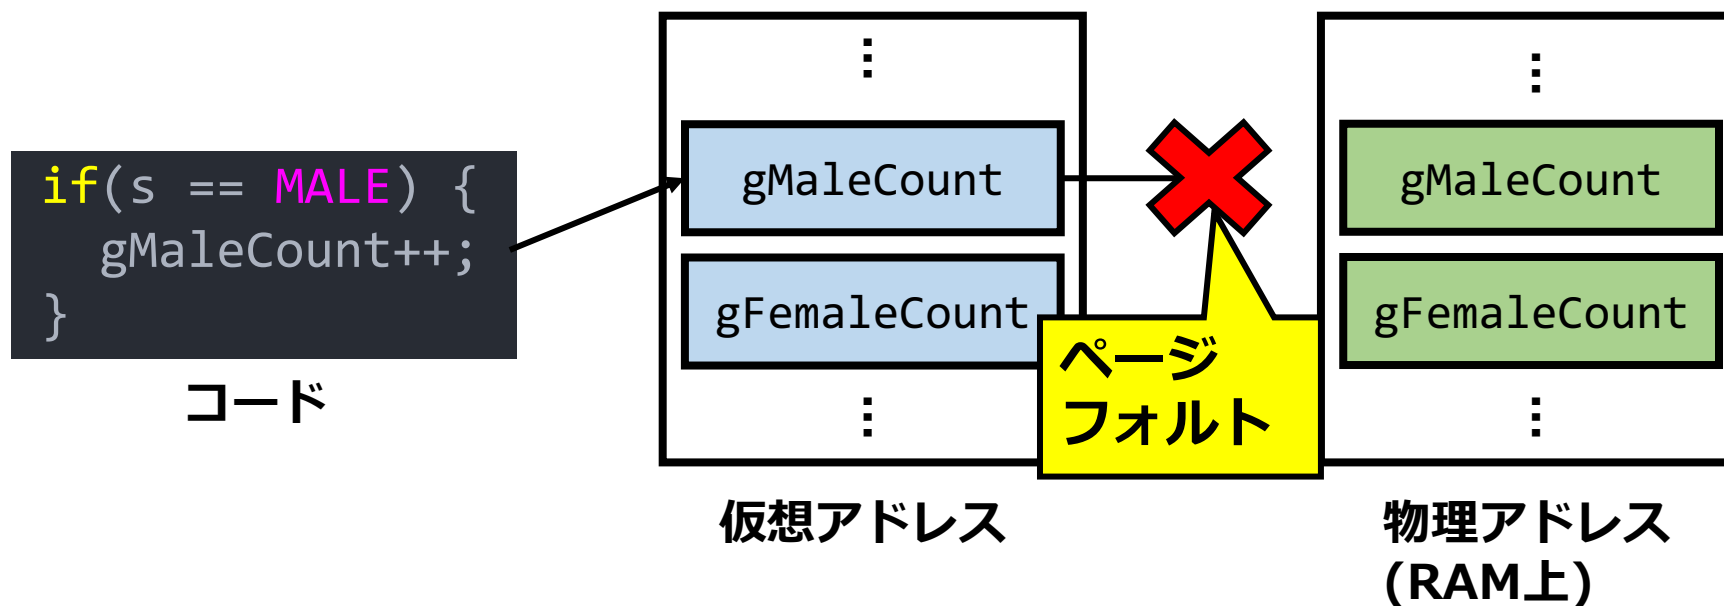 if(s == MALE) {
gMaleCount++;
}
コード
⋮
gMaleCount
gFemaleCount
⋮
仮想アドレス
ページ
フォルト
⋮
gMaleCount
gFemaleCount
⋮
物理アドレス
(RAM上)